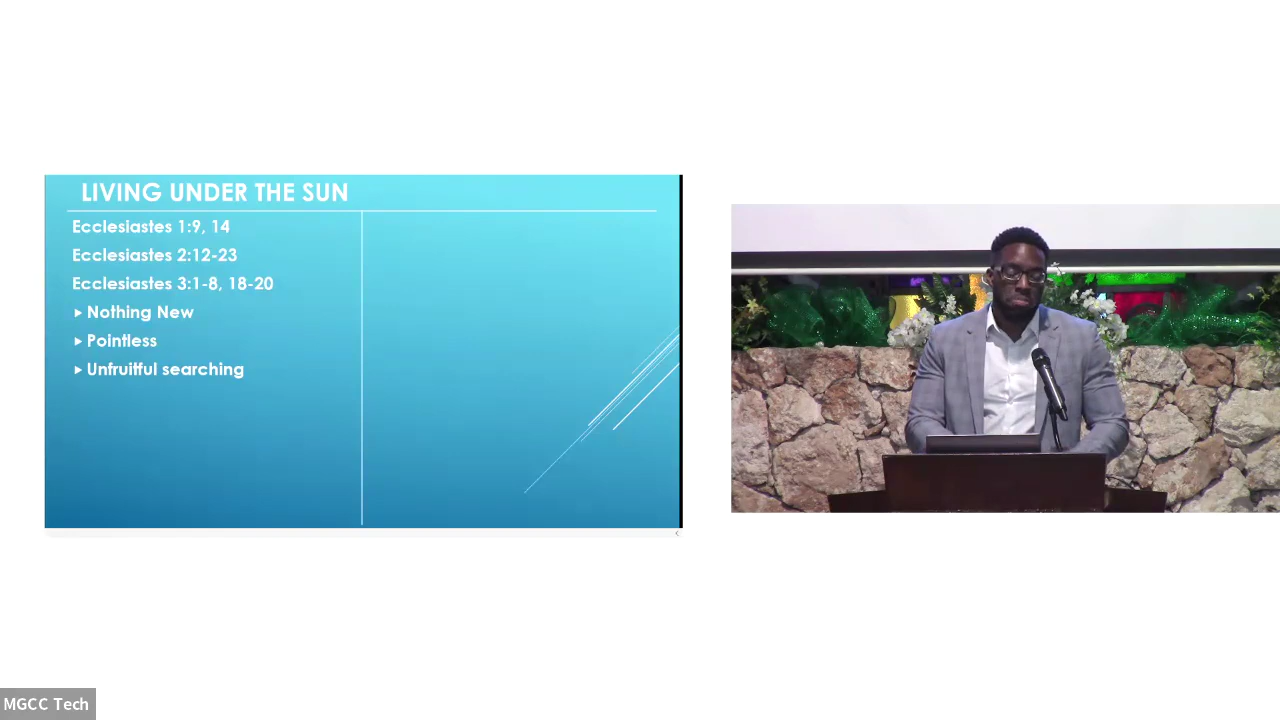 LIVING UNDER THE SUN
Ecclesiastes 1:9, 14
Ecclesiastes 2:12-23
Ecclesiastes 3:1-8, 18-20
Nothing New
Pointless
Unfruitful searching
MGCC Tech